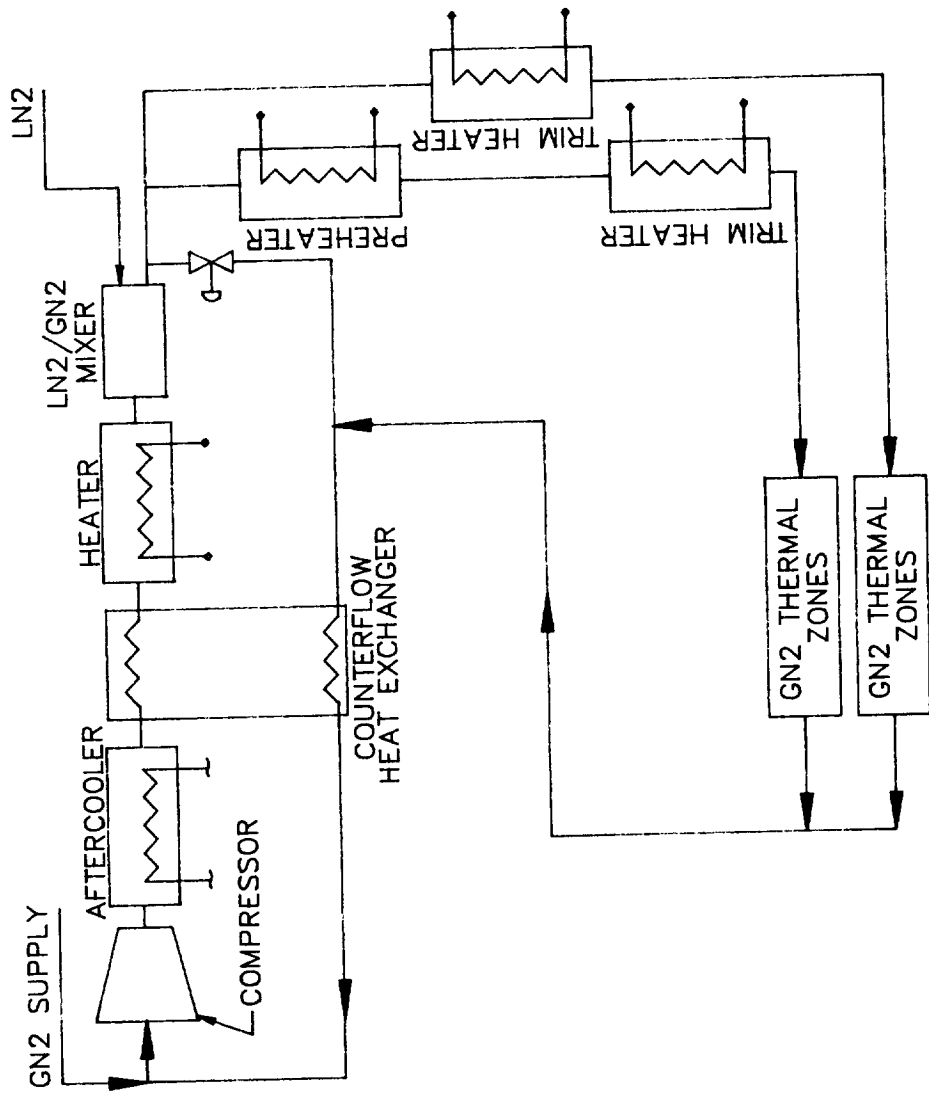 LN2
LN2/GN2
MIXER
HEATER
AFTERCOOLER
GN2 SUPPLY
COMPRESSOR
COUNTERFLOW
HEAT EXCHANGER
PREHEATER
TRIM HEATER
TRIM HEATER
GN2 THERMAL
ZONES
GN2 THERMAL
ZONES